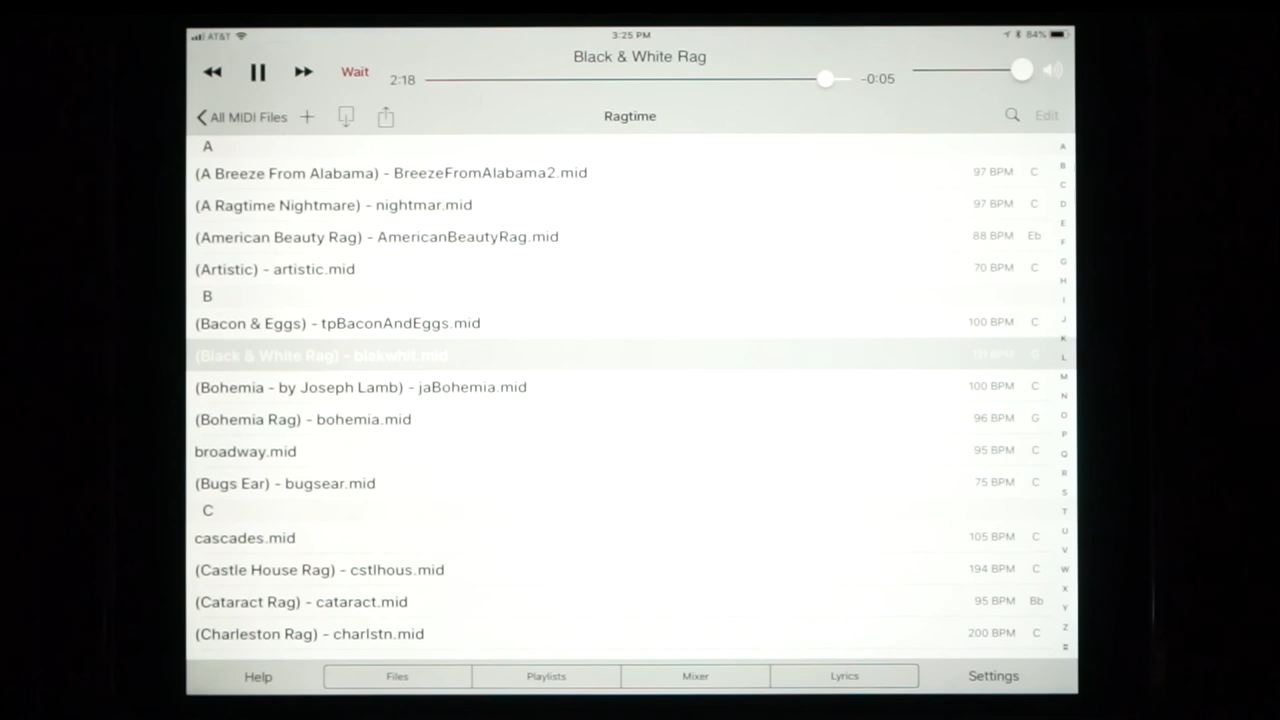 AT&T 3:25 PM 84%
Black & White Rag
Wait 2:18 -0:05
All MIDI Files + Ragtime Edit
A
(A Breeze From Alabama) - BreezeFromAlabama2.mid 97 BPM C
(A Ragtime Nightmare) - nightmar.mid 97 BPM C
(American Beauty Rag) - AmericanBeautyRag.mid 88 BPM Eb
(Artistic) - artistic.mid 70 BPM C
B
(Bacon & Eggs) - tpBaconAndEggs.mid 100 BPM C
(Black & White Rag) - blakwhit.mid BPM G
(Bohemia - by Joseph Lamb) - jaBohemia.mid 100 BPM C
(Bohemia Rag) - bohemia.mid 96 BPM G
broadway.mid 95 BPM C
(Bugs Ear) - bugsear.mid 75 BPM C
C
cascades.mid 105 BPM C
(Castle House Rag) - cstlhous.mid 194 BPM C
(Cataract Rag) - cataract.mid 95 BPM Bb
(Charleston Rag) - charlstn.mid 200 BPM C
A
B
C
D
E
F
G
H
I
J
K
L
M
N
O
P
Q
R
S
T
U
V
W
X
Y
Z
#
Help Files Playlists Mixer Lyrics Settings